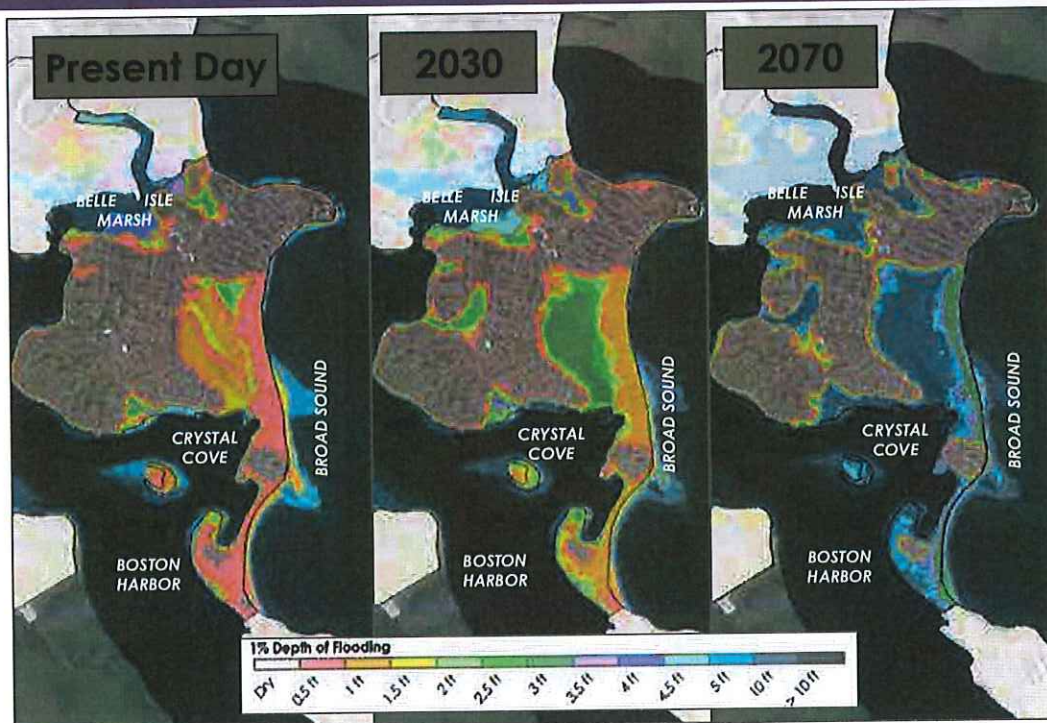 Present Day
2030
2070
BELLE ISLE
MARSH
BELLE ISLE
MARSH
BELLE ISLE
MARSH
BROAD SOUND
BROAD SOUND
BROAD SOUND
CRYSTAL
COVE
CRYSTAL
COVE
CRYSTAL
COVE
BOSTON
HARBOR
BOSTON
HARBOR
BOSTON
HARBOR
1% Depth of Flooding
Dry 0.5 ft 1 ft 1.5 ft 2 ft 2.5 ft 3 ft 3.5 ft 4 ft 4.5 ft 5 ft 10 ft > 10 ft